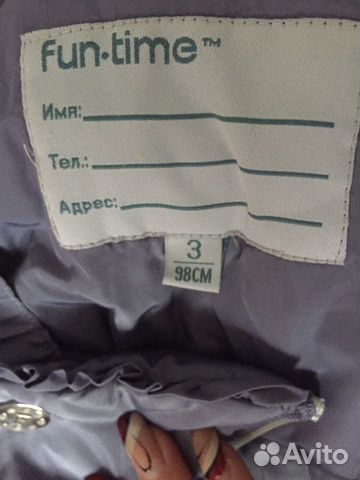 fun·time™
Имя:
Тел.:
Адрес:
3
98CM
Avito